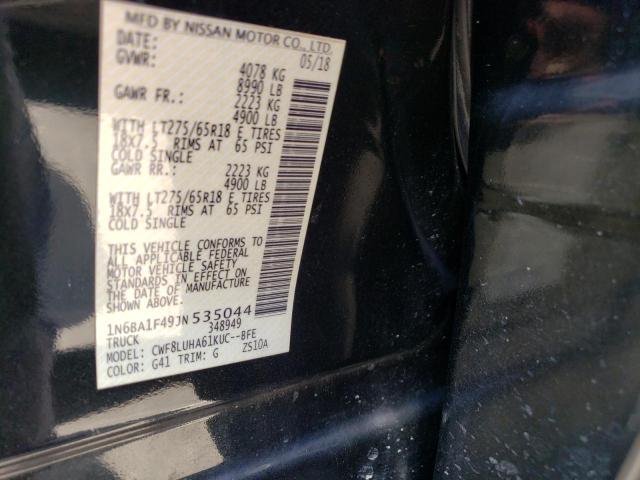 MFD BY NISSAN MOTOR CO., LTD.
DATE: 05/18
GVWR: 4078 KG
8990 LB
GAWR FR.: 2223 KG
4900 LB
WITH LT275/65R18 E TIRES
18X7.5 RIMS AT 65 PSI
COLD SINGLE
GAWR RR.: 2223 KG
4900 LB
WITH LT275/65R18 E TIRES
18X7.5 RIMS AT 65 PSI
COLD SINGLE
THIS VEHICLE CONFORMS TO
ALL APPLICABLE FEDERAL
MOTOR VEHICLE SAFETY
STANDARDS IN EFFECT ON
THE DATE OF MANUFACTURE
SHOWN ABOVE.
1N6BA1F49JN535044
TRUCK 348949
MODEL: CWF8LUHA61KUC--BFE
COLOR: G41 TRIM: G ZS10A